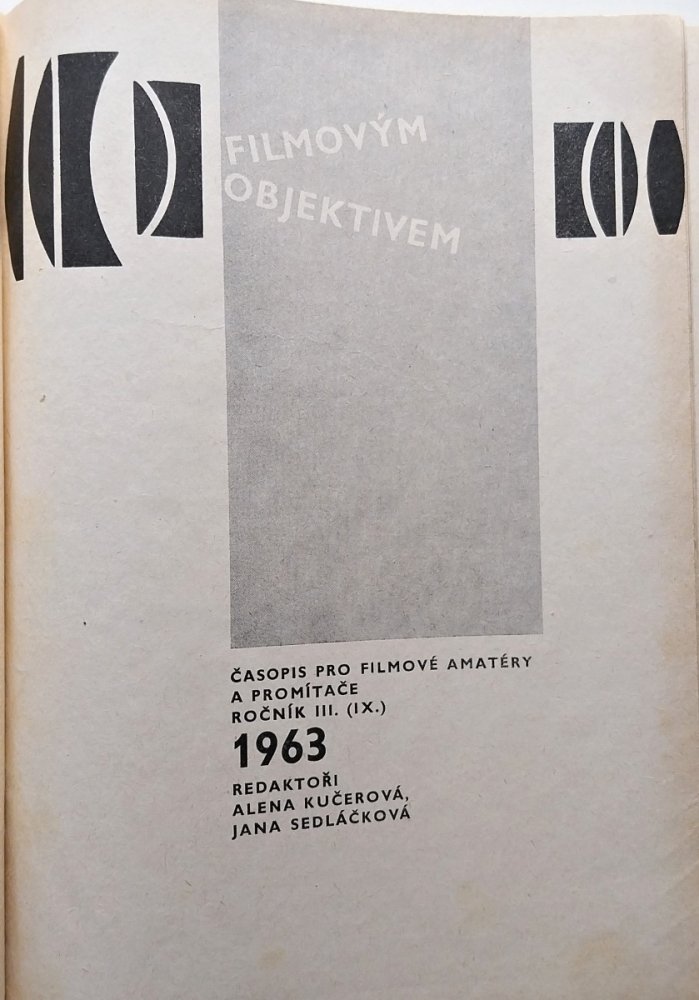 FILMOVÝM
OBJEKTIVEM
ČASOPIS PRO FILMOVÉ AMATÉRY
A PROMÍTAČE
ROČNÍK III. (IX.)
1963
REDAKTOŘI
ALENA KUČEROVÁ,
JANA SEDLÁČKOVÁ